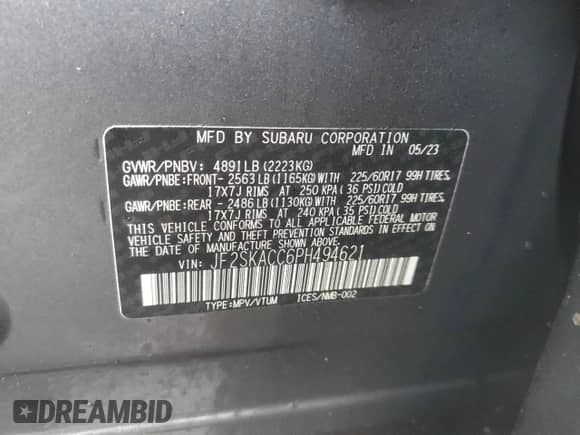 MFD BY SUBARU CORPORATION
MFD IN 05/23
GVWR/PNBV: 4891LB(2223KG)
GAWR/PNBE:FRONT- 2563LB(1165KG)WITH 225/60R17 99H TIRES,
17X7J RIMS AT 250 KPA(36 PSI)COLD
GAWR/PNBE:REAR -2486LB(1130KG)WITH 225/60R17 99H TIRES,
17X7J RIMS AT 240 KPA(35 PSI)COLD
THIS VEHICLE CONFORMS TO ALL APPLICABLE FEDERAL MOTOR
VEHICLE SAFETY AND THEFT PREVENTION STANDARDS IN EFFECT ON
THE DATE OF MANUFACTURE SHOWN ABOVE.
VIN: JF2SKACC6PH494621
TYPE:MPV/VTUM ICES/NMB-002
DREAMBID